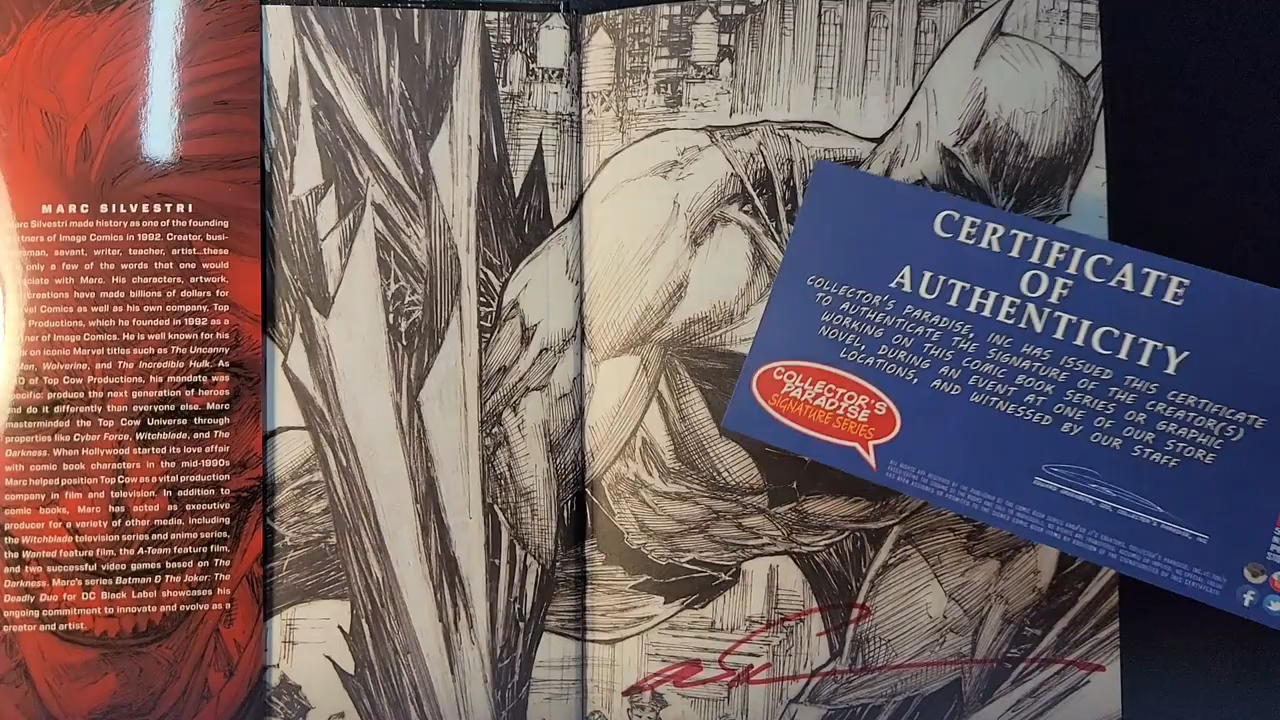 MARC SILVESTRI
arc Silvestri made history as one of the founding
rtners of Image Comics in 1992. Creator, busi-
man, savant, writer, teacher, artist...these
only a few of the words that one would
ciate with Marc. His characters, artwork,
creations have made billions of dollars for
vel Comics as well as his own company, Top
Productions, which he founded in 1992 as a
ner of Image Comics. He is well known for his
k on iconic Marvel titles such as The Uncanny
Men, Wolverine, and The Incredible Hulk. As
O of Top Cow Productions, his mandate was
pecific: produce the next generation of heroes
and do it differently than everyone else. Marc
masterminded the Top Cow Universe through
properties like Cyber Force, Witchblade, and The
Darkness. When Hollywood started its love affair
with comic book characters in the mid-1990s
Marc helped position Top Cow as a vital production
company in film and television. In addition to
comic books, Marc has acted as executive
producer for a variety of other media, including
the Witchblade television series and anime series,
the Wanted feature film, the A-Team feature film,
and two successful video games based on The
Darkness. Marc's series Batman & The Joker: The
Deadly Duo for DC Black Label showcases his
ongoing commitment to innovate and evolve as a
creator and artist.
CERTIFICATE
OF
AUTHENTICITY
COLLECTOR'S PARADISE, INC HAS ISSUED THIS CERTIFICATE
TO AUTHENTICATE THE SIGNATURE OF THE CREATOR(S)
WORKING ON THIS COMIC BOOK SERIES OR GRAPHIC
NOVEL, DURING AN EVENT AT ONE OF OUR STORE
LOCATIONS, AND WITNESSED BY OUR STAFF
COLLECTOR'S
PARADISE
SIGNATURE SERIES